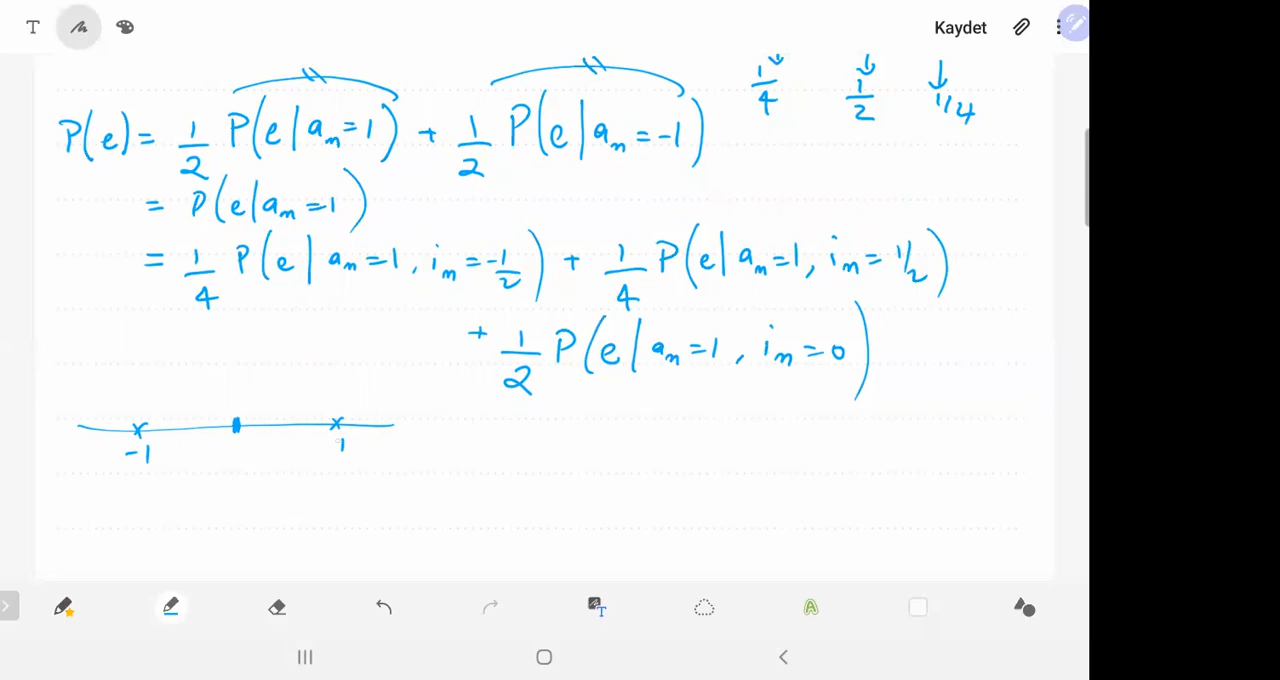 T Kaydet
1/4 1/2 1/4
P(e) = 1/2 P(e | a_m = 1) + 1/2 P(e | a_m = -1)
= P(e | a_m = 1)
= 1/4 P(e | a_m = 1, i_m = -1/2) + 1/4 P(e | a_m = 1, i_m = 1/2)
+ 1/2 P(e | a_m = 1, i_m = 0)
-1 1
T A